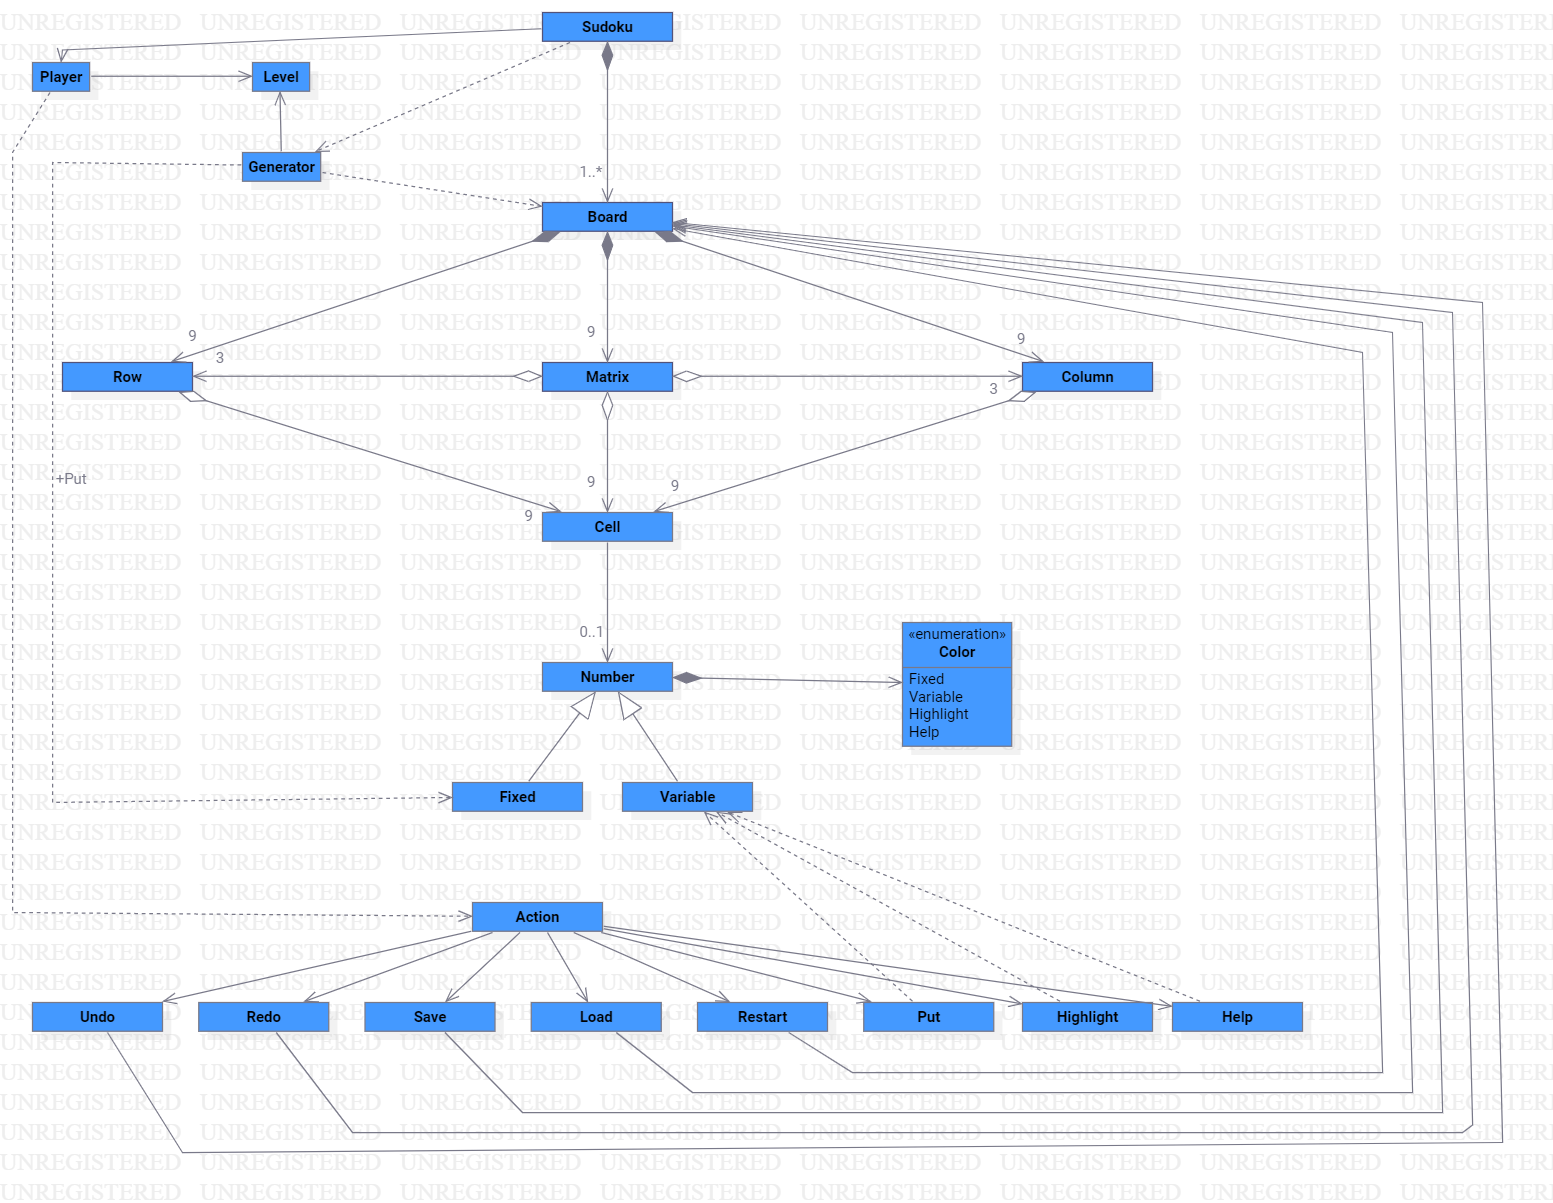 UNREGISTERED
Sudoku
Player
Level
Generator
1..*
Board
9
9
9
3
Row
Matrix
Column
3
+Put
9
9
9
Cell
0..1
«enumeration»
Color
Number
Fixed
Variable
Highlight
Help
Fixed
Variable
Action
Undo
Redo
Save
Load
Restart
Put
Highlight
Help